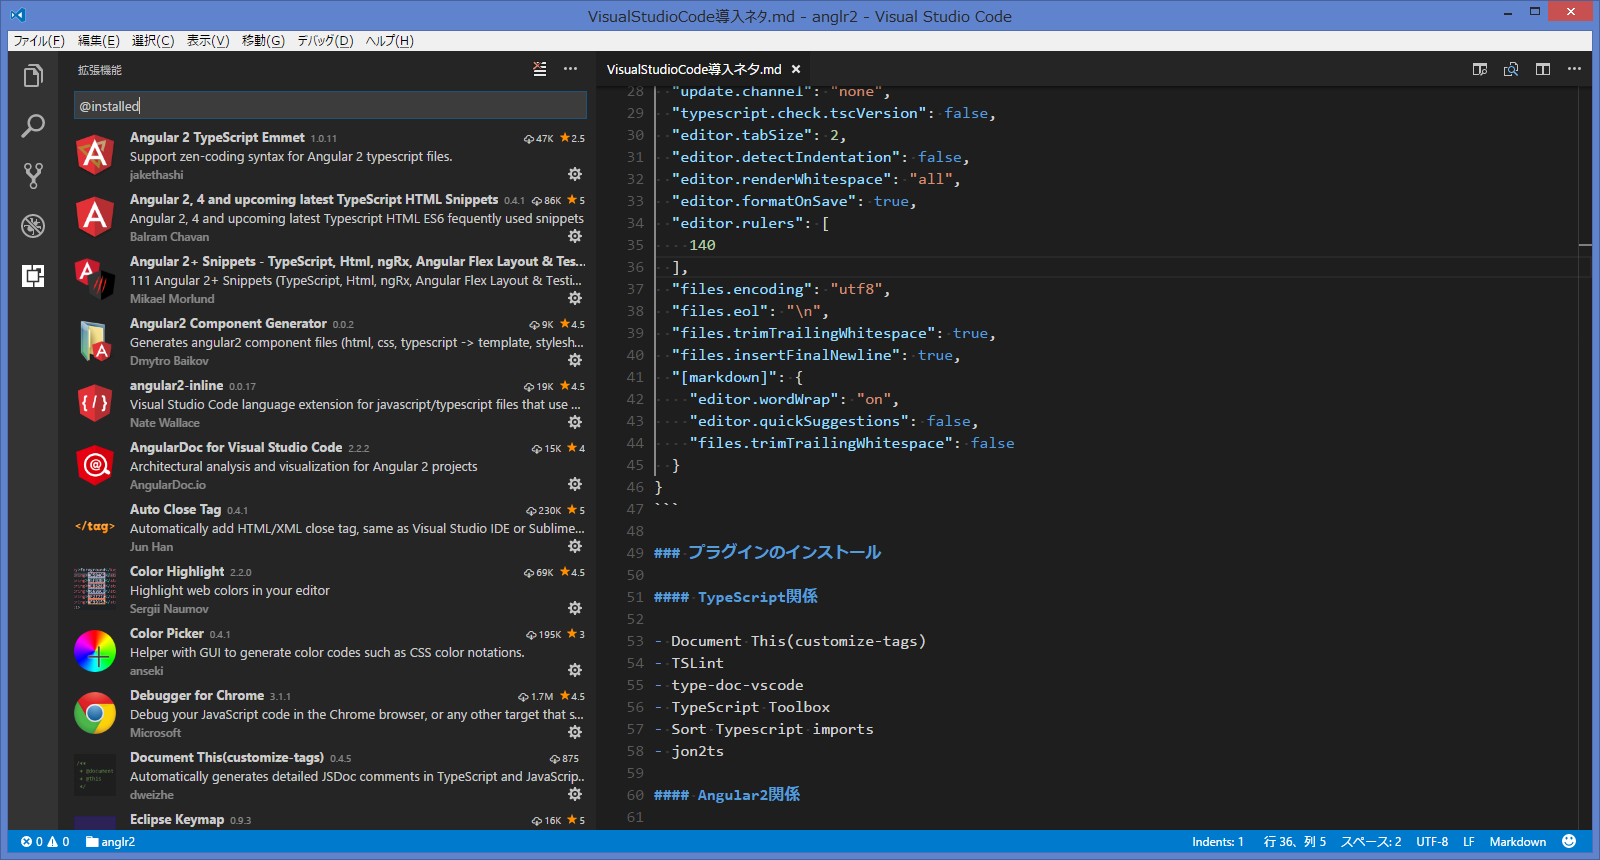 VisualStudioCode導入ネタ.md - anglr2 - Visual Studio Code
ファイル(F) 編集(E) 選択(C) 表示(V) 移動(G) デバッグ(D) ヘルプ(H)
拡張機能
@installed
Angular 2 TypeScript Emmet 1.0.11 47K ★2.5
Support zen-coding syntax for Angular 2 typescript files.
jakethashi
Angular 2, 4 and upcoming latest TypeScript HTML Snippets 0.4.1 86K ★5
Angular 2, 4 and upcoming latest Typescript HTML ES6 fequently used snippets
Balram Chavan
Angular 2+ Snippets - TypeScript, Html, ngRx, Angular Flex Layout & Tes...
111 Angular 2+ Snippets (TypeScript, Html, ngRx, Angular Flex Layout & Testi...
Mikael Morlund
Angular2 Component Generator 0.0.2 9K ★4.5
Generates angular2 component files (html, css, typescript -> template, stylesh...
Dmytro Baikov
angular2-inline 0.0.17 19K ★4.5
Visual Studio Code language extension for javascript/typescript files that use ...
Nate Wallace
AngularDoc for Visual Studio Code 2.2.2 15K ★4
Architectural analysis and visualization for Angular 2 projects
AngularDoc.io
</tag>
Auto Close Tag 0.4.1 230K ★5
Automatically add HTML/XML close tag, same as Visual Studio IDE or Sublime...
Jun Han
Color Highlight 2.2.0 69K ★4.5
Highlight web colors in your editor
Sergii Naumov
Color Picker 0.4.1 195K ★3
Helper with GUI to generate color codes such as CSS color notations.
anseki
Debugger for Chrome 3.1.1 1.7M ★4.5
Debug your JavaScript code in the Chrome browser, or any other target that s...
Microsoft
/**
* @document
* @this
*/
Document This(customize-tags) 0.4.5 875
Automatically generates detailed JSDoc comments in TypeScript and JavaScrip...
dweizhe
Eclipse Keymap 0.9.3 16K ★5
VisualStudioCode導入ネタ.md
28 "update.channel": "none",
29 "typescript.check.tscVersion": false,
30 "editor.tabSize": 2,
31 "editor.detectIndentation": false,
32 "editor.renderWhitespace": "all",
33 "editor.formatOnSave": true,
34 "editor.rulers": [
35 140
36 ],
37 "files.encoding": "utf8",
38 "files.eol": "\n",
39 "files.trimTrailingWhitespace": true,
40 "files.insertFinalNewline": true,
41 "[markdown]": {
42 "editor.wordWrap": "on",
43 "editor.quickSuggestions": false,
44 "files.trimTrailingWhitespace": false
45 }
46 }
47 ```
48
49 ### プラグインのインストール
50
51 #### TypeScript関係
52
53 - Document This(customize-tags)
54 - TSLint
55 - type-doc-vscode
56 - TypeScript Toolbox
57 - Sort Typescript imports
58 - jon2ts
59
60 #### Angular2関係
61
0 0 anglr2
Indents: 1 行 36、列 5 スペース: 2 UTF-8 LF Markdown